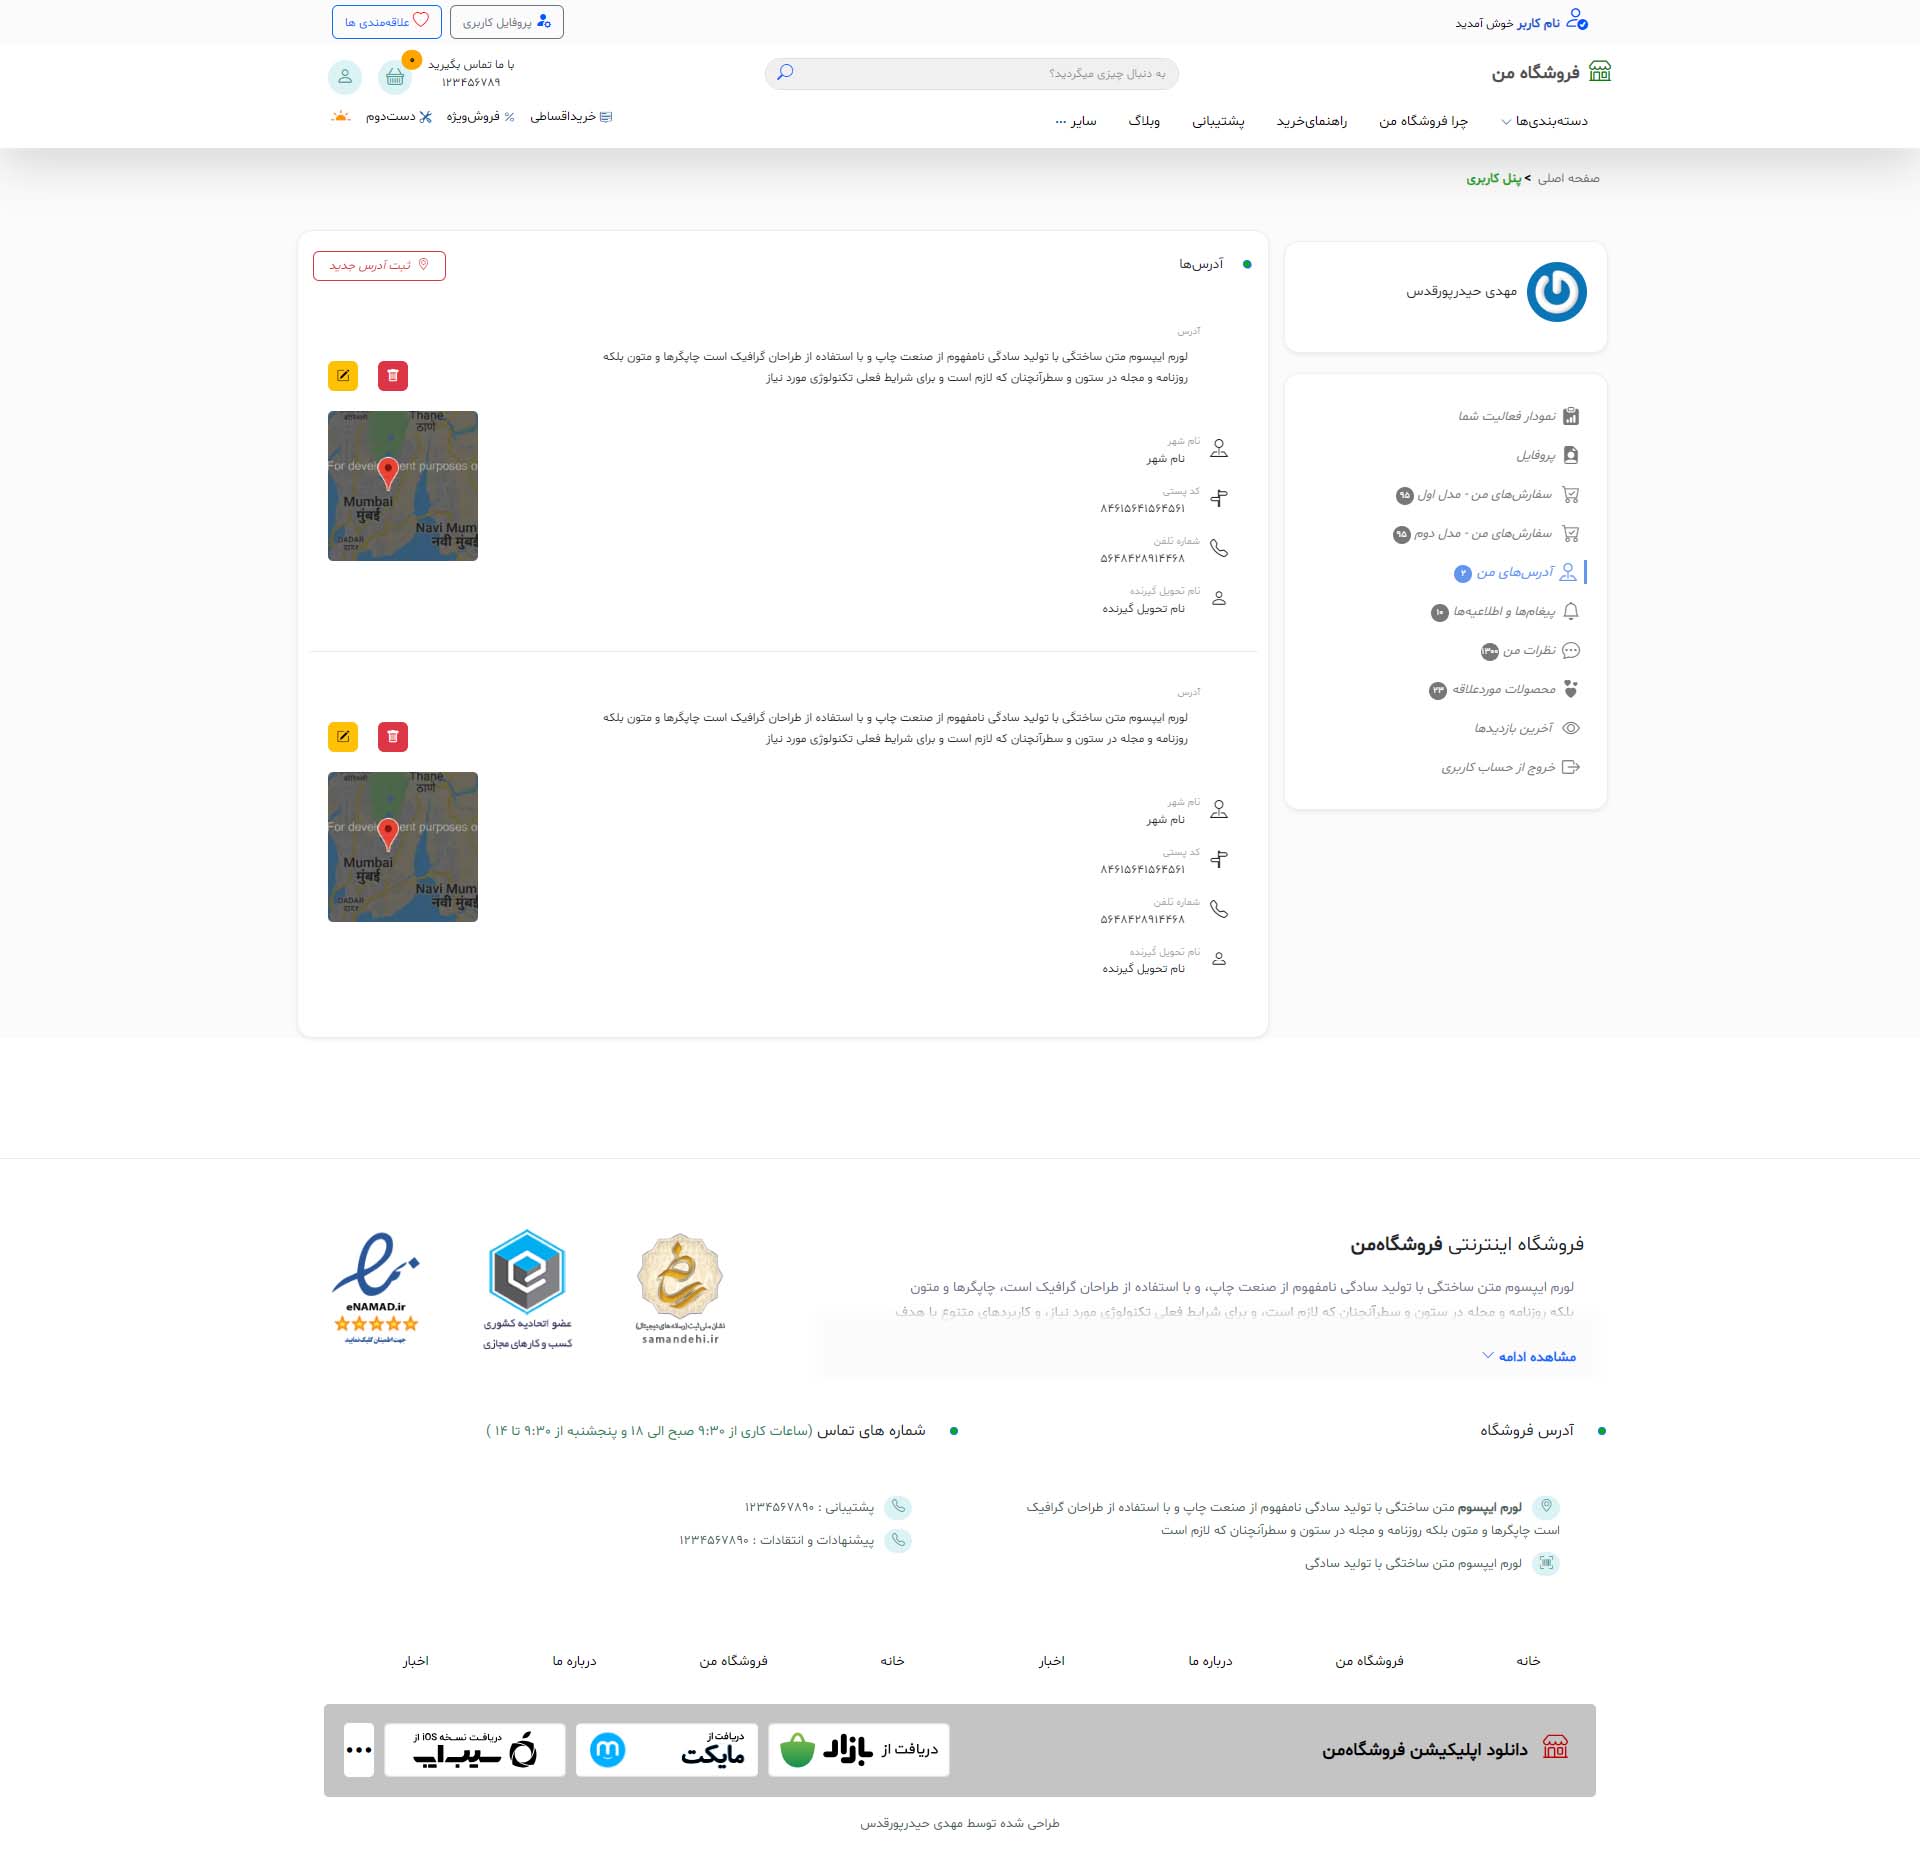 نام کاربر خوش آمدید
پروفایل کاربری
علاقه‌مندی ها
فروشگاه من
به دنبال چیزی میگردید؟
با ما تماس بگیرید
۱۲۳۴۵۶۷۸۹
۰
دسته‌بندی‌ها
چرا فروشگاه من
راهنمای‌خرید
پشتیبانی
وبلاگ
سایر
خریداقساطی
فروش‌ویژه
دست‌دوم
صفحه اصلی > پنل کاربری
مهدی حیدرپورقدس
نمودار فعالیت شما
پروفایل
سفارش‌های من - مدل اول ۹۵
سفارش‌های من - مدل دوم ۹۵
آدرس‌های من ۲
پیغام‌ها و اطلاعیه‌ها ۱۰
نظرات من ۱۳۰۰
محصولات موردعلاقه ۲۳
آخرین بازدیدها
خروج از حساب کاربری
آدرس‌ها
ثبت آدرس جدید
آدرس
لورم ایپسوم متن ساختگی با تولید سادگی نامفهوم از صنعت چاپ و با استفاده از طراحان گرافیک است چاپگرها و متون بلکه
روزنامه و مجله در ستون و سطرآنچنان که لازم است و برای شرایط فعلی تکنولوژی مورد نیاز
Thane
ठाणे
For devel
ent purposes o
Mumbai
मुंबई
Navi Mum
नवी मुंबई
DADAR
दादर
نام شهر
نام شهر
کد پستی
۸۴۶۱۵۶۴۱۵۶۴۵۶۱
شماره تلفن
۵۶۴۸۴۲۸۹۱۴۴۶۸
نام تحویل گیرنده
نام تحویل گیرنده
آدرس
لورم ایپسوم متن ساختگی با تولید سادگی نامفهوم از صنعت چاپ و با استفاده از طراحان گرافیک است چاپگرها و متون بلکه
روزنامه و مجله در ستون و سطرآنچنان که لازم است و برای شرایط فعلی تکنولوژی مورد نیاز
Thane
ठाणे
For devel
ent purposes o
Mumbai
मुंबई
Navi Mum
नवी मुंबई
DADAR
दादर
نام شهر
نام شهر
کد پستی
۸۴۶۱۵۶۴۱۵۶۴۵۶۱
شماره تلفن
۵۶۴۸۴۲۸۹۱۴۴۶۸
نام تحویل گیرنده
نام تحویل گیرنده
فروشگاه اینترنتی فروشگاه‌من
لورم ایپسوم متن ساختگی با تولید سادگی نامفهوم از صنعت چاپ، و با استفاده از طراحان گرافیک است، چاپگرها و متون
بلکه روزنامه و مجله در ستون و سطرآنچنان که لازم است، و برای شرایط فعلی تکنولوژی مورد نیاز، و کاربردهای متنوع با هدف
مشاهده ادامه
نشان ملی ثبت (رسانه‌های دیجیتال)
samandehi.ir
عضو اتحادیه کشوری
کسب و کارهای مجازی
eNAMAD.ir
جهت اطمینان کلیک نمایید
آدرس فروشگاه
لورم ایپسوم متن ساختگی با تولید سادگی نامفهوم از صنعت چاپ و با استفاده از طراحان گرافیک
است چاپگرها و متون بلکه روزنامه و مجله در ستون و سطرآنچنان که لازم است
لورم ایپسوم متن ساختگی با تولید سادگی
شماره های تماس (ساعات کاری از ۹:۳۰ صبح الی ۱۸ و پنجشنبه از ۹:۳۰ تا ۱۴ )
پشتیبانی : ۱۲۳۴۵۶۷۸۹۰
پیشنهادات و انتقادات : ۱۲۳۴۵۶۷۸۹۰
خانه
فروشگاه من
درباره ما
اخبار
خانه
فروشگاه من
درباره ما
اخبار
دانلود اپلیکیشن فروشگاه‌من
دریافت از بازار
دریافت از
مایکت
دریافت نسخه iOS از
سیب‌اپ
طراحی شده توسط مهدی حیدرپورقدس